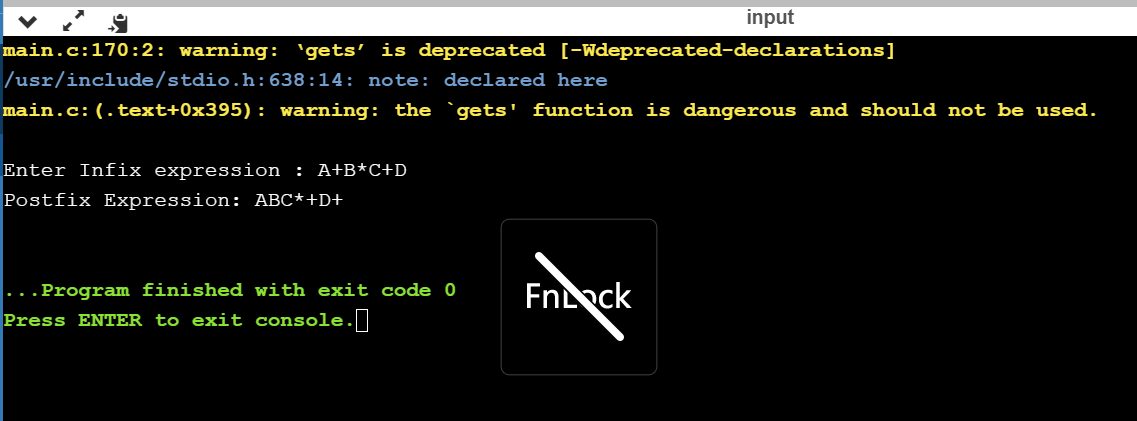 input
main.c:170:2: warning: ‘gets’ is deprecated [-Wdeprecated-declarations]
/usr/include/stdio.h:638:14: note: declared here
main.c:(.text+0x395): warning: the `gets' function is dangerous and should not be used.
Enter Infix expression : A+B*C+D
Postfix Expression: ABC*+D+
FnLock
...Program finished with exit code 0
Press ENTER to exit console.